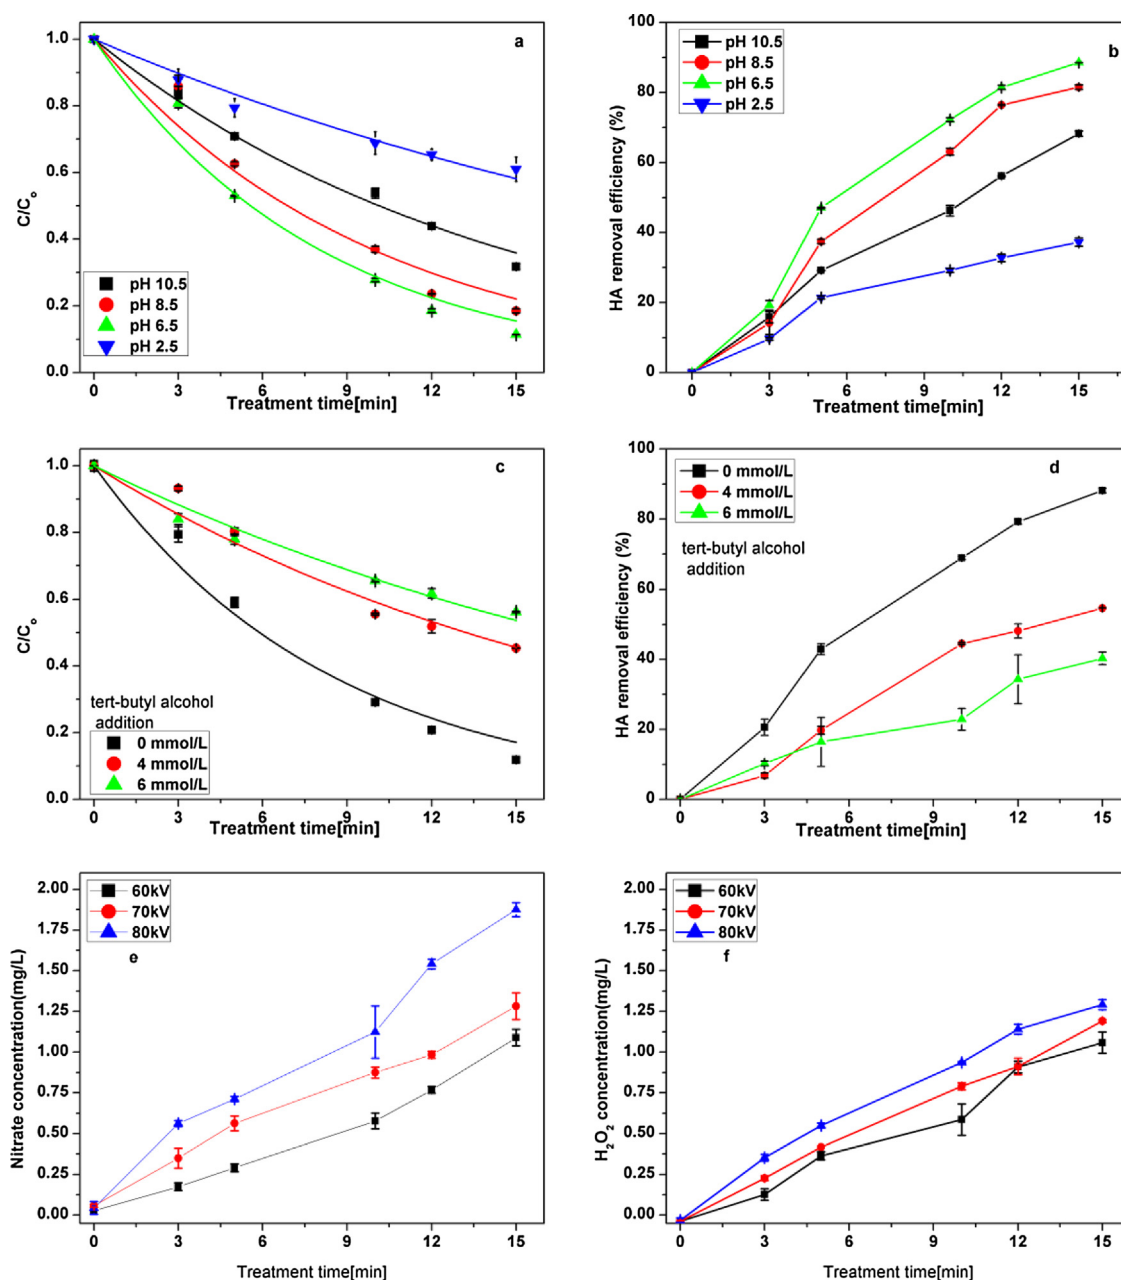 a
1.0
0.8
0.6
0.4
0.2
0.0
C/C₀
pH 10.5
pH 8.5
pH 6.5
pH 2.5
0 3 6 9 12 15
Treatment time[min]
b
100
80
60
40
20
0
HA removal efficiency (%)
pH 10.5
pH 8.5
pH 6.5
pH 2.5
0 3 6 9 12 15
Treatment time[min]
c
1.0
0.8
0.6
0.4
0.2
0.0
C/C₀
tert-butyl alcohol
addition
0 mmol/L
4 mmol/L
6 mmol/L
0 3 6 9 12 15
Treatment time[min]
d
100
80
60
40
20
0
HA removal efficiency (%)
0 mmol/L
4 mmol/L
6 mmol/L
tert-butyl alcohol
addition
0 3 6 9 12 15
Treatment time[min]
60kV
70kV
80kV
e
2.00
1.75
1.50
1.25
1.00
0.75
0.50
0.25
0.00
Nitrate concentration(mg/L)
0 3 6 9 12 15
Treatment time[min]
60kV
70kV
80kV
f
2.00
1.75
1.50
1.25
1.00
0.75
0.50
0.25
0.00
H₂O₂ concentration(mg/L)
0 3 6 9 12 15
Treatment time[min]